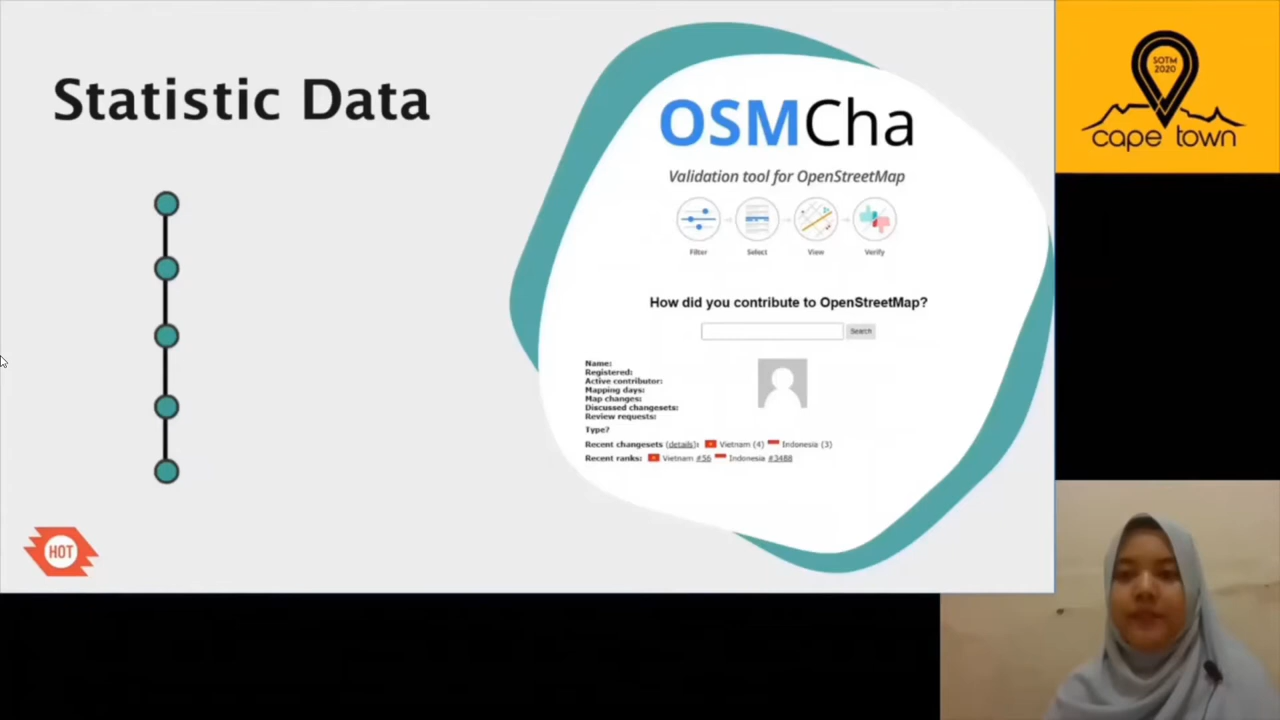 Statistic Data
OSMCha
Validation tool for OpenStreetMap
Filter
Select
View
Verify
How did you contribute to OpenStreetMap?
Search
Name:
Registered:
Active contributor:
Mapping days:
Map changes:
Discussed changesets:
Review requests:
Type?
Recent changesets (details): Vietnam (4) Indonesia (3)
Recent ranks: Vietnam #56 Indonesia #3488
HOT
SOTM
2020
cape town